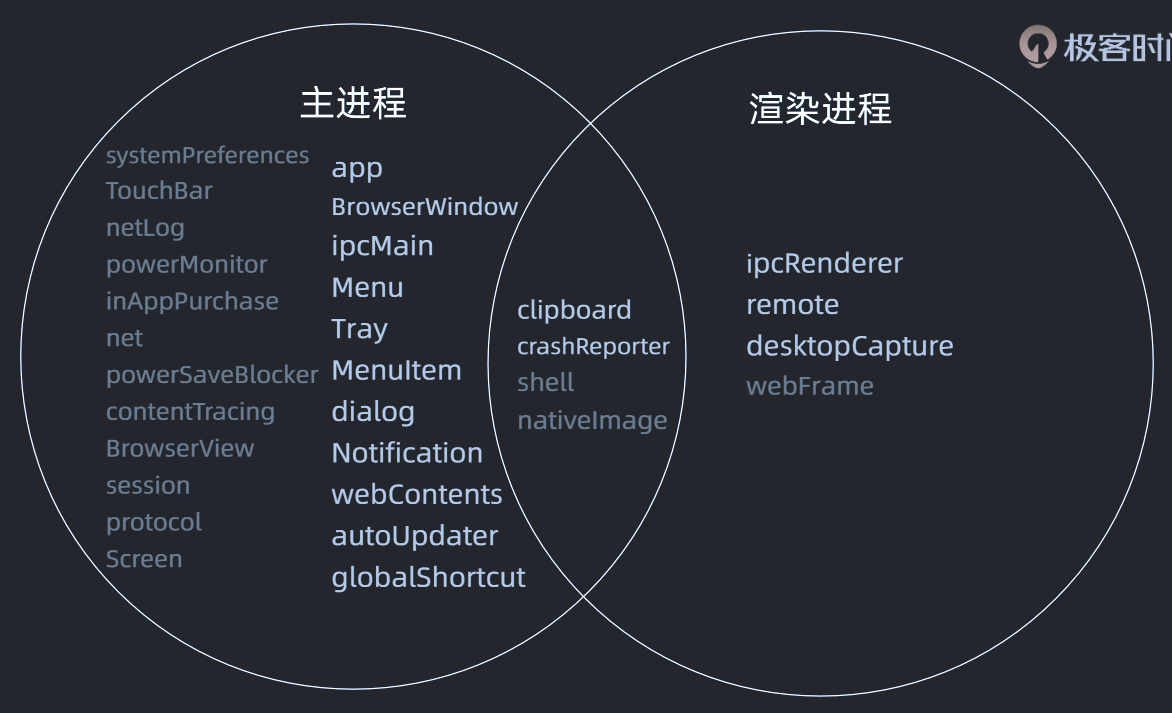 极客时间
主进程
systemPreferences
TouchBar
netLog
powerMonitor
inAppPurchase
net
powerSaveBlocker
contentTracing
BrowserView
session
protocol
Screen
app
BrowserWindow
ipcMain
Menu
Tray
MenuItem
dialog
Notification
webContents
autoUpdater
globalShortcut
clipboard
crashReporter
shell
nativeImage
渲染进程
ipcRenderer
remote
desktopCapture
webFrame